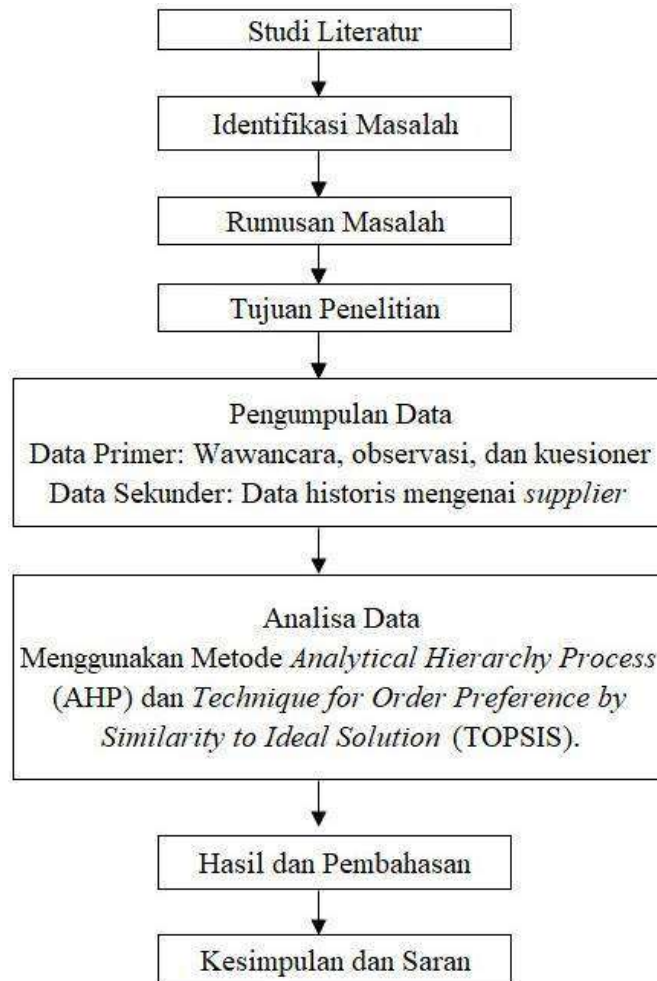 Studi Literatur
Identifikasi Masalah
Rumusan Masalah
Tujuan Penelitian
Pengumpulan Data
Data Primer: Wawancara, observasi, dan kuesioner
Data Sekunder: Data historis mengenai supplier
Analisa Data
Menggunakan Metode Analytical Hierarchy Process
(AHP) dan Technique for Order Preference by
Similarity to Ideal Solution (TOPSIS).
Hasil dan Pembahasan
Kesimpulan dan Saran